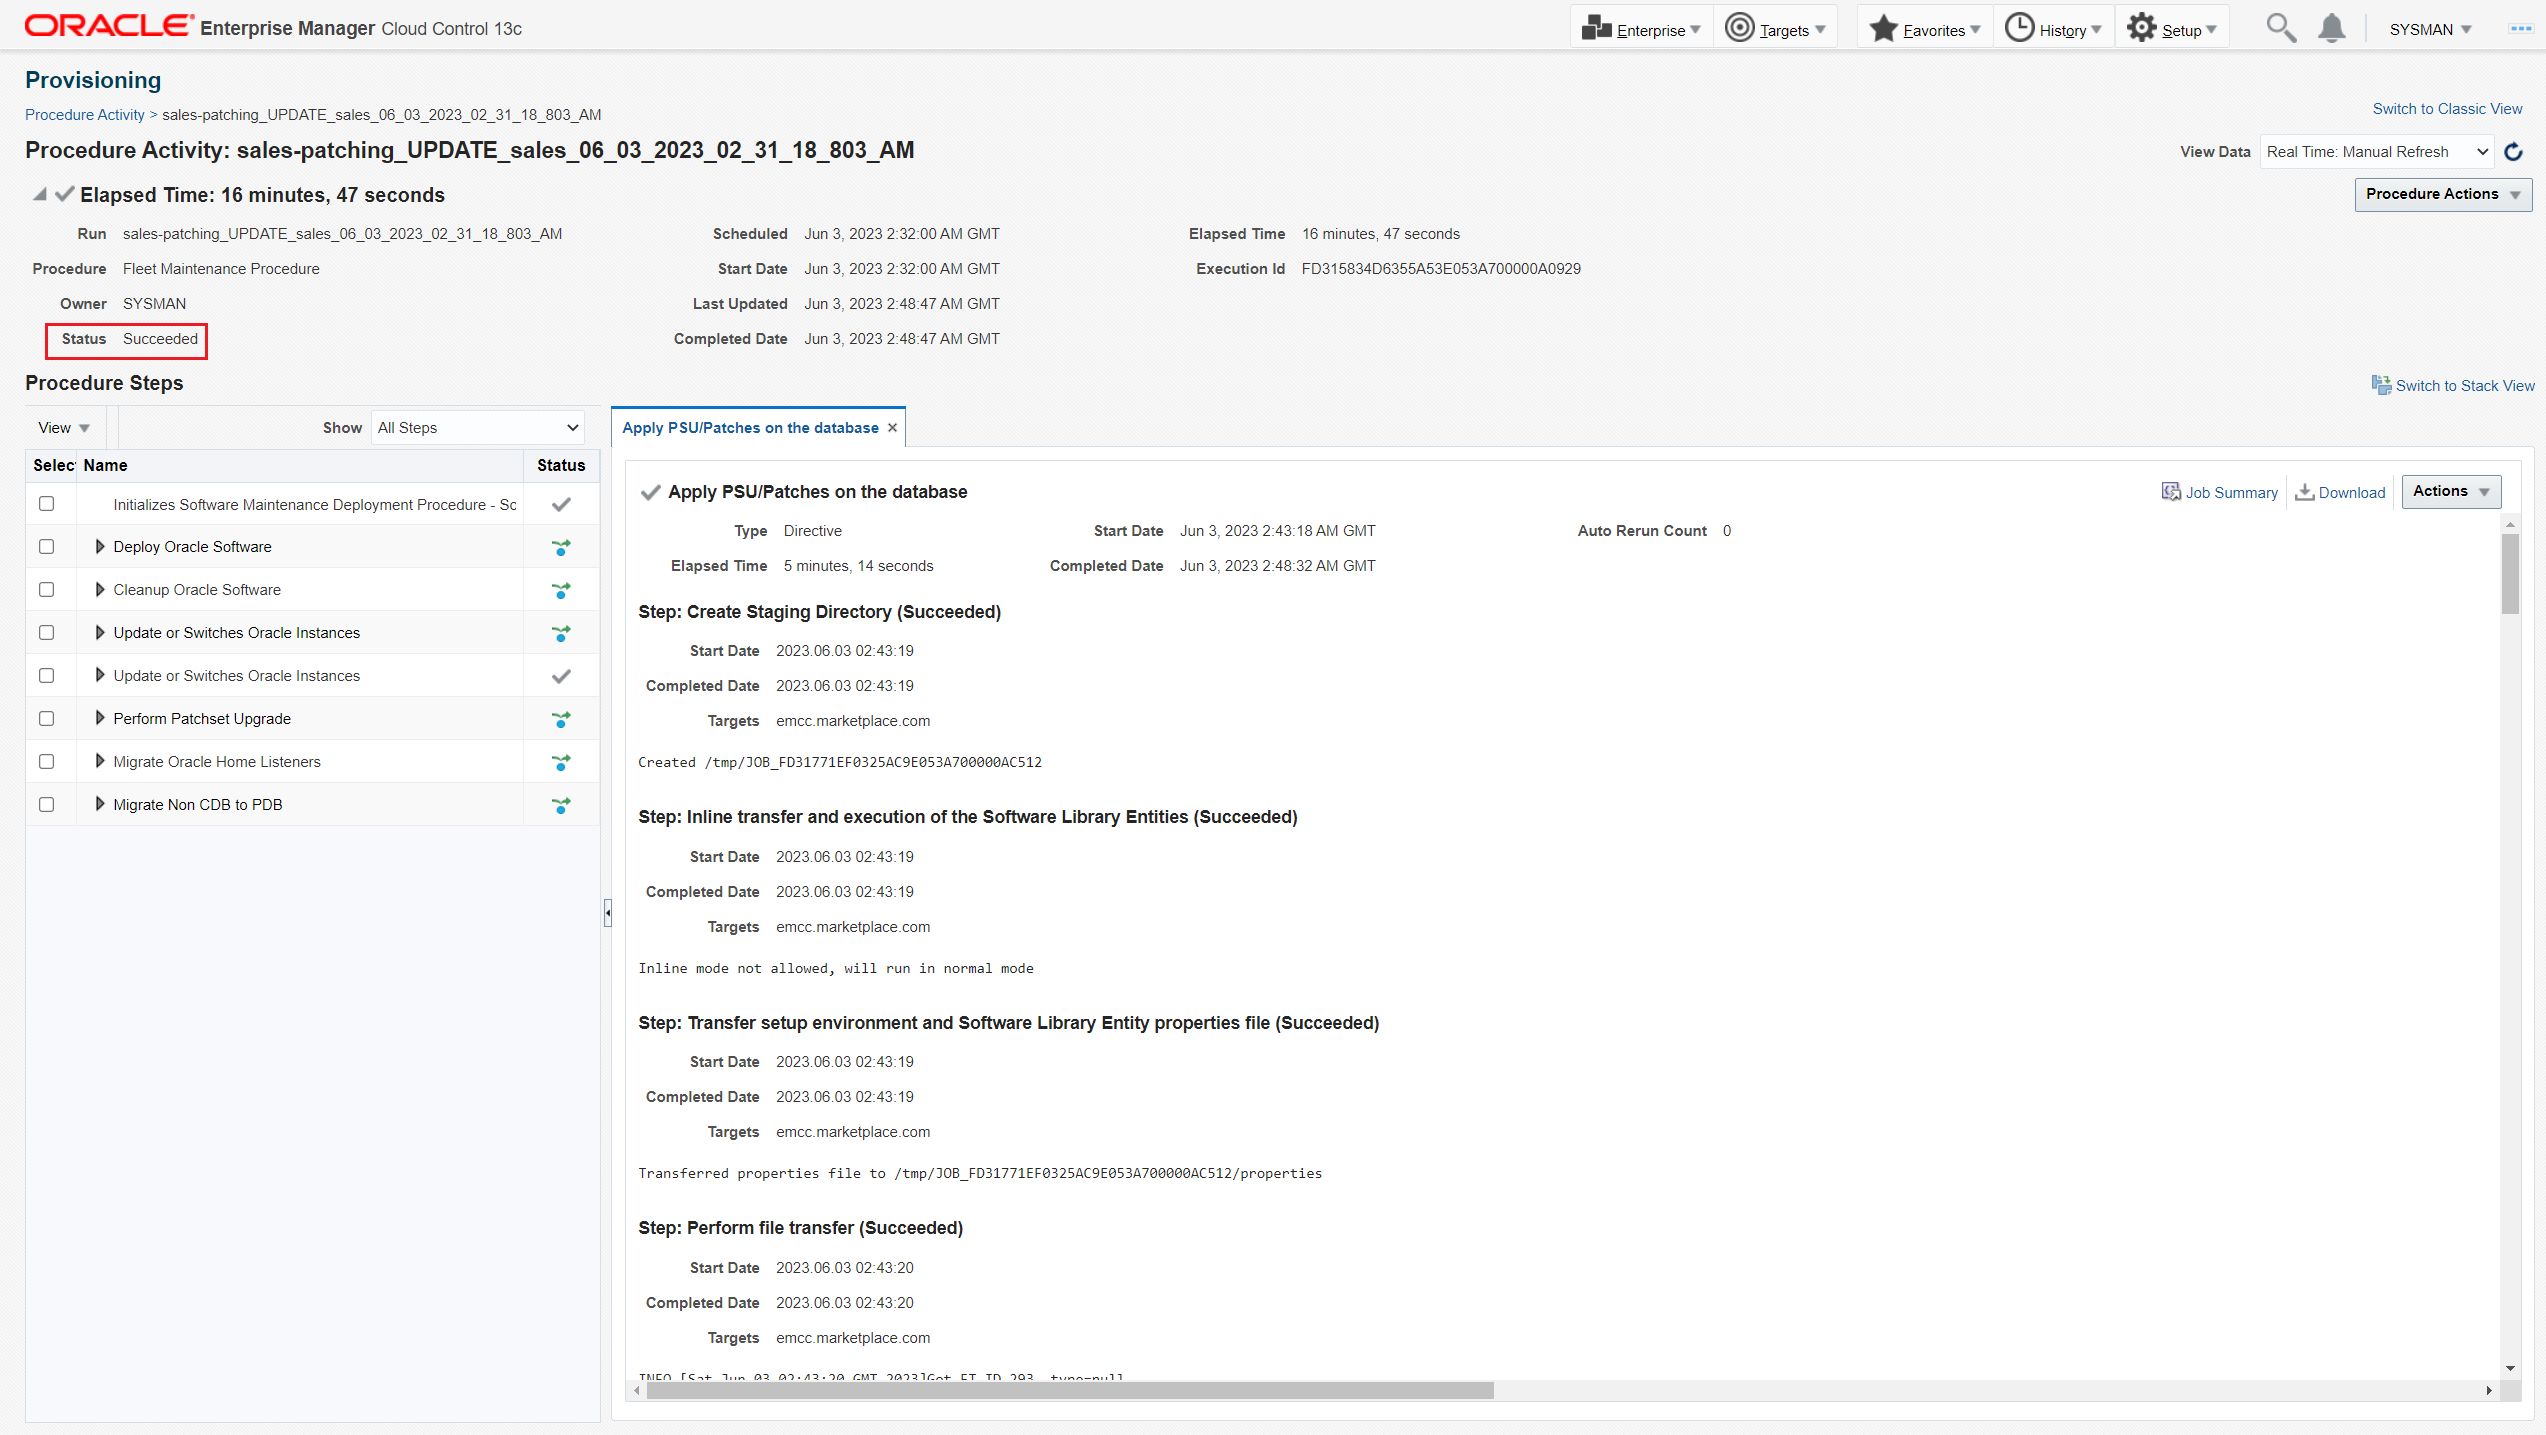 ORACLE Enterprise Manager Cloud Control 13c
Enterprise
Targets
Favorites
History
Setup
SYSMAN
Provisioning
Procedure Activity > sales-patching_UPDATE_sales_06_03_2023_02_31_18_803_AM
Switch to Classic View
Procedure Activity: sales-patching_UPDATE_sales_06_03_2023_02_31_18_803_AM
View Data Real Time: Manual Refresh
Elapsed Time: 16 minutes, 47 seconds
Procedure Actions
Run sales-patching_UPDATE_sales_06_03_2023_02_31_18_803_AM
Scheduled Jun 3, 2023 2:32:00 AM GMT
Elapsed Time 16 minutes, 47 seconds
Procedure Fleet Maintenance Procedure
Start Date Jun 3, 2023 2:32:00 AM GMT
Execution Id FD315834D6355A53E053A700000A0929
Owner SYSMAN
Last Updated Jun 3, 2023 2:48:47 AM GMT
Status Succeeded
Completed Date Jun 3, 2023 2:48:47 AM GMT
Procedure Steps
Switch to Stack View
View
Show All Steps
Selec Name Status
Initializes Software Maintenance Deployment Procedure - So
Deploy Oracle Software
Cleanup Oracle Software
Update or Switches Oracle Instances
Update or Switches Oracle Instances
Perform Patchset Upgrade
Migrate Oracle Home Listeners
Migrate Non CDB to PDB
Apply PSU/Patches on the database
Apply PSU/Patches on the database
Job Summary
Download
Actions
Type Directive
Start Date Jun 3, 2023 2:43:18 AM GMT
Auto Rerun Count 0
Elapsed Time 5 minutes, 14 seconds
Completed Date Jun 3, 2023 2:48:32 AM GMT
Step: Create Staging Directory (Succeeded)
Start Date 2023.06.03 02:43:19
Completed Date 2023.06.03 02:43:19
Targets emcc.marketplace.com
Created /tmp/JOB_FD31771EF0325AC9E053A700000AC512
Step: Inline transfer and execution of the Software Library Entities (Succeeded)
Start Date 2023.06.03 02:43:19
Completed Date 2023.06.03 02:43:19
Targets emcc.marketplace.com
Inline mode not allowed, will run in normal mode
Step: Transfer setup environment and Software Library Entity properties file (Succeeded)
Start Date 2023.06.03 02:43:19
Completed Date 2023.06.03 02:43:19
Targets emcc.marketplace.com
Transferred properties file to /tmp/JOB_FD31771EF0325AC9E053A700000AC512/properties
Step: Perform file transfer (Succeeded)
Start Date 2023.06.03 02:43:20
Completed Date 2023.06.03 02:43:20
Targets emcc.marketplace.com
INFO [Sat Jun 03 02:43:20 GMT 2023]Got FT ID 293, type=null